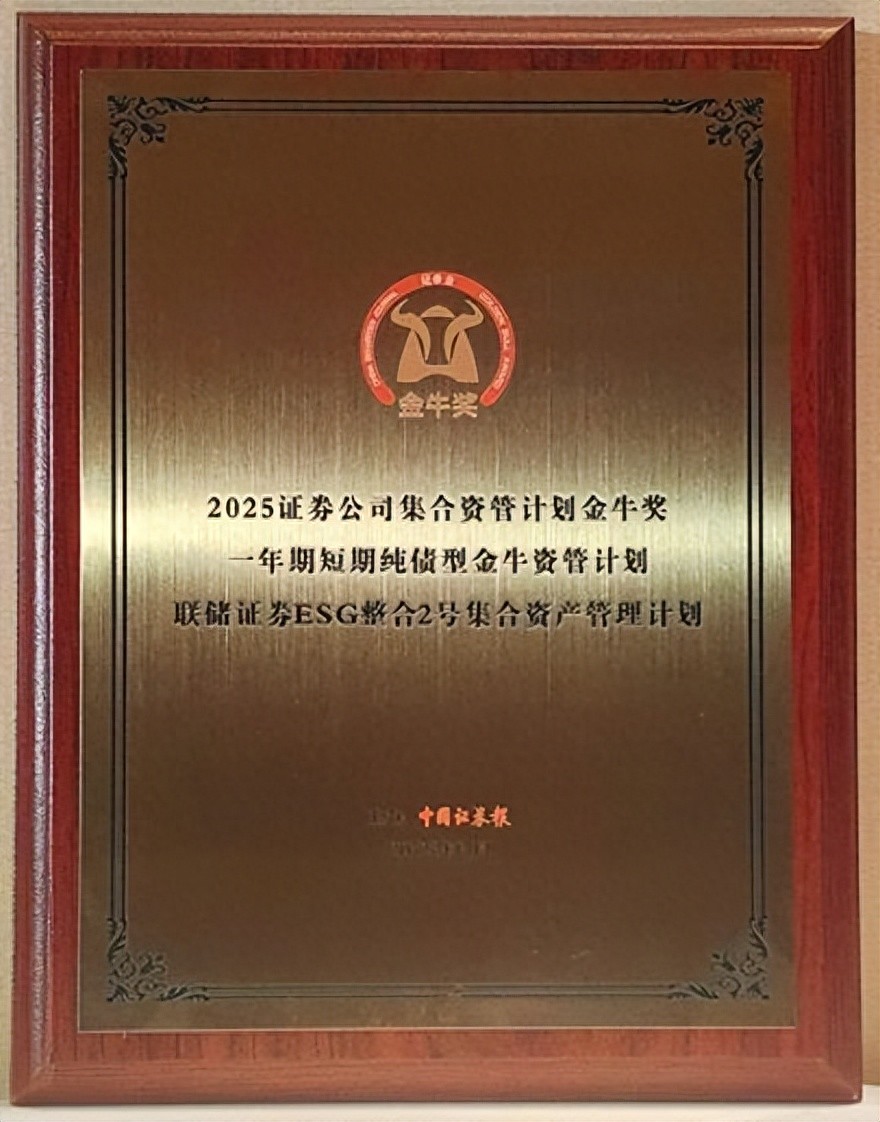 金牛奖
2025证券公司集合资管计划金牛奖
一年期短期纯债型金牛资管计划
联储证券ESG整合2号集合资产管理计划
中国证券报